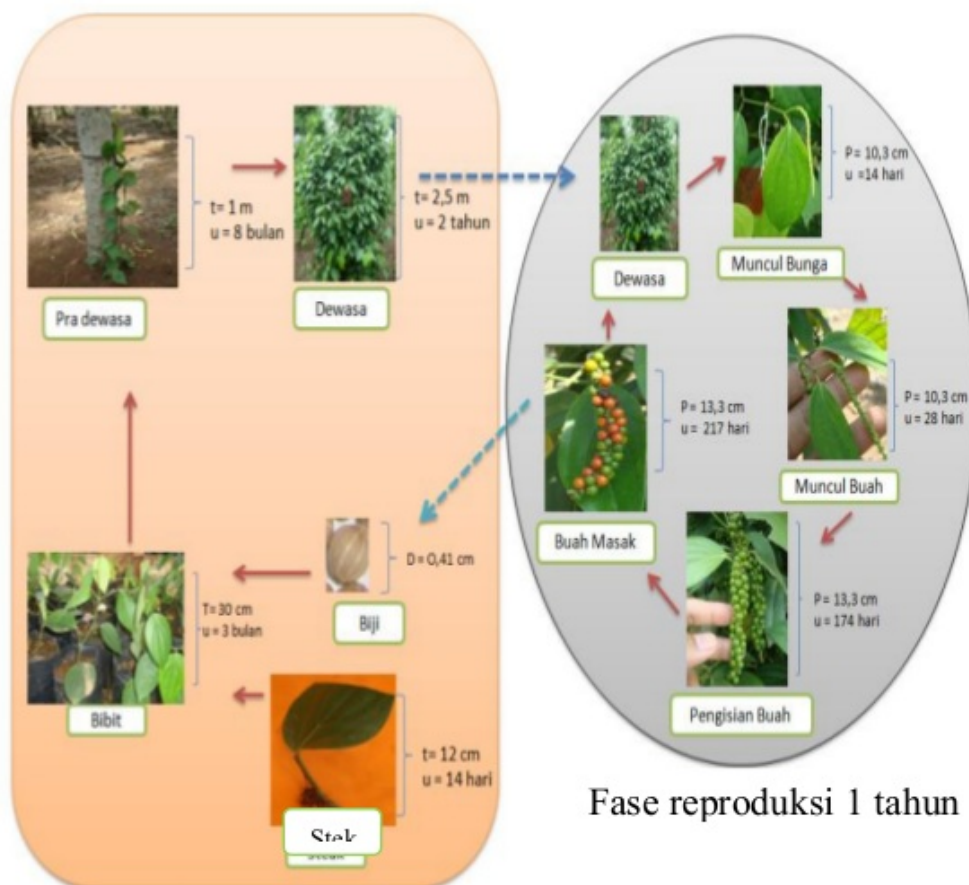 t= 1 m
u = 8 bulan
Pra dewasa
t= 2,5 m
u = 2 tahun
Dewasa
T= 30 cm
u = 3 bulan
Bibit
D = 0,41 cm
Biji
t= 12 cm
u = 14 hari
Stek
Dewasa
P = 10,3 cm
u =14 hari
Muncul Bunga
P = 10,3 cm
u = 28 hari
Muncul Buah
P = 13,3 cm
u = 174 hari
Pengisian Buah
P = 13,3 cm
u = 217 hari
Buah Masak
Fase reproduksi 1 tahun